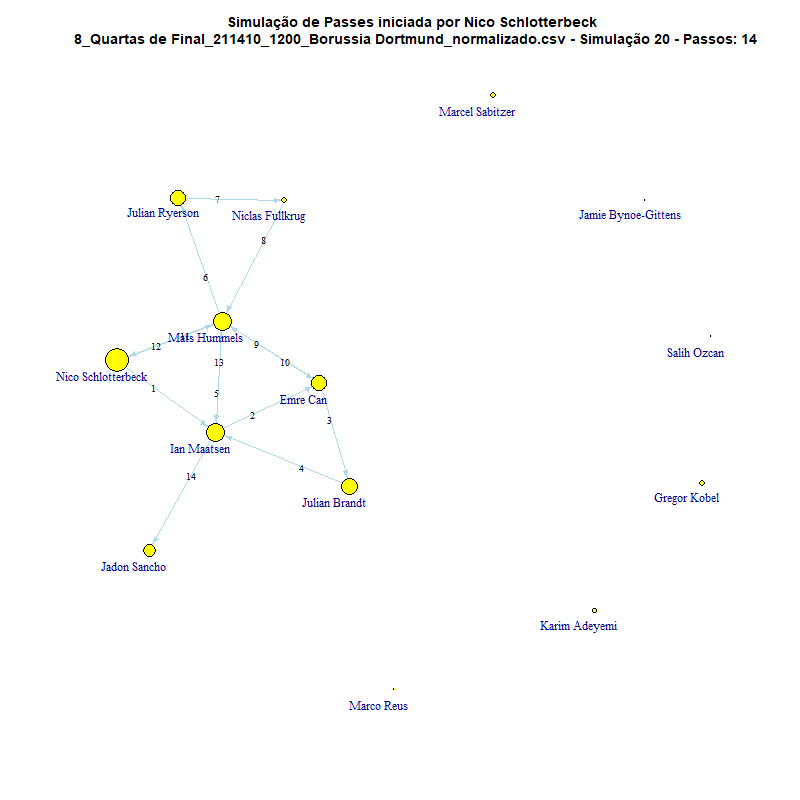 Simulação de Passes iniciada por Nico Schlotterbeck
8_Quartas de Final_211410_1200_Borussia Dortmund_normalizado.csv - Simulação 20 - Passos: 14
Marcel Sabitzer
7
Julian Ryerson
Niclas Fullkrug
Jamie Bynoe-Gittens
8
6
Mats Hummels
9
12
Salih Ozcan
13
10
Nico Schlotterbeck
1
5
Emre Can
2
3
Ian Maatsen
4
14
Julian Brandt
Gregor Kobel
Jadon Sancho
Karim Adeyemi
Marco Reus